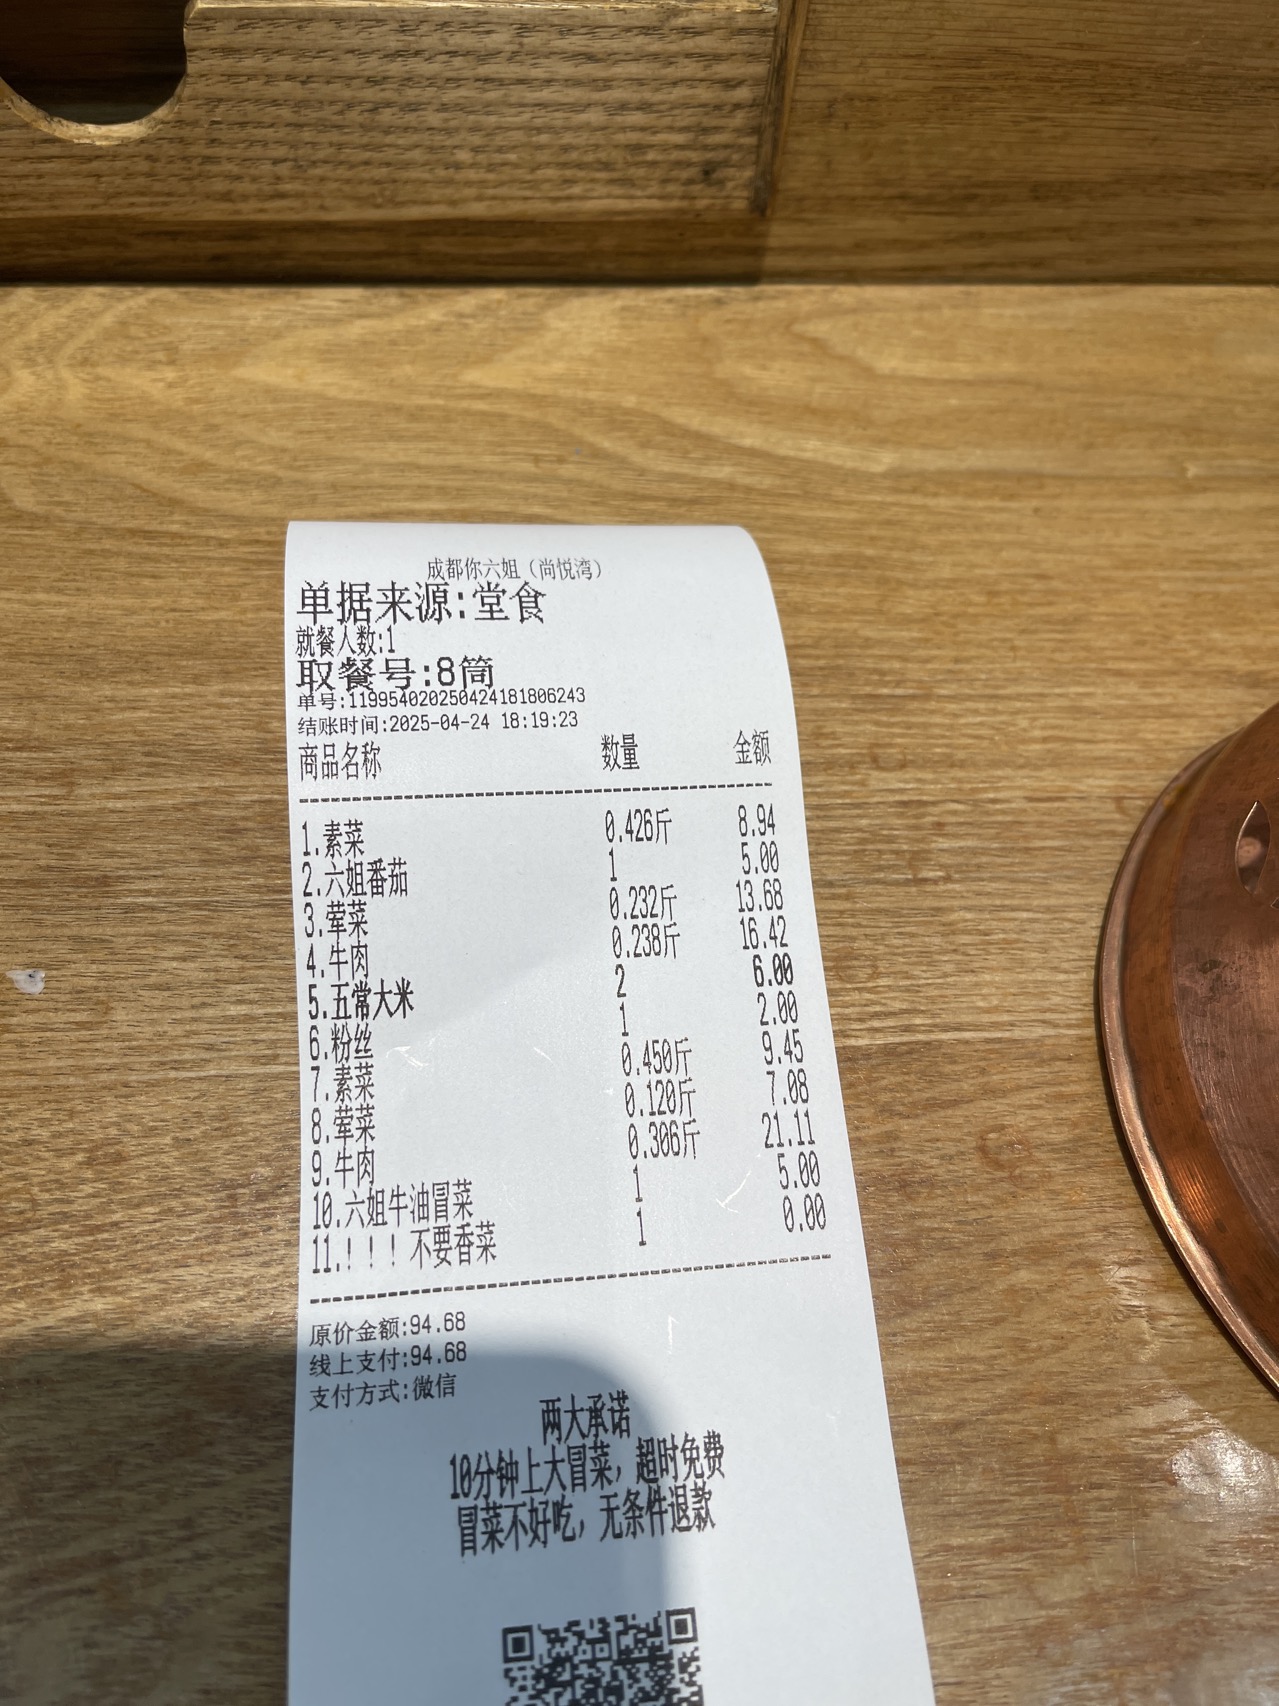 成都你六姐（尚悦湾）
单据来源:堂食
就餐人数:1
取餐号:8筒
单号:119954020250424181806243
结账时间:2025-04-24 18:19:23
商品名称 数量 金额
1.素菜 0.426斤 8.94
2.六姐番茄 1 5.00
3.荤菜 0.232斤 13.68
4.牛肉 0.238斤 16.42
5.五常大米 2 6.00
6.粉丝 1 2.00
7.素菜 0.450斤 9.45
8.荤菜 0.120斤 7.08
9.牛肉 0.306斤 21.11
10.六姐牛油冒菜 1 5.00
11.！！！不要香菜 1 0.00
原价金额:94.68
线上支付:94.68
支付方式:微信
两大承诺
10分钟上大冒菜，超时免费
冒菜不好吃，无条件退款